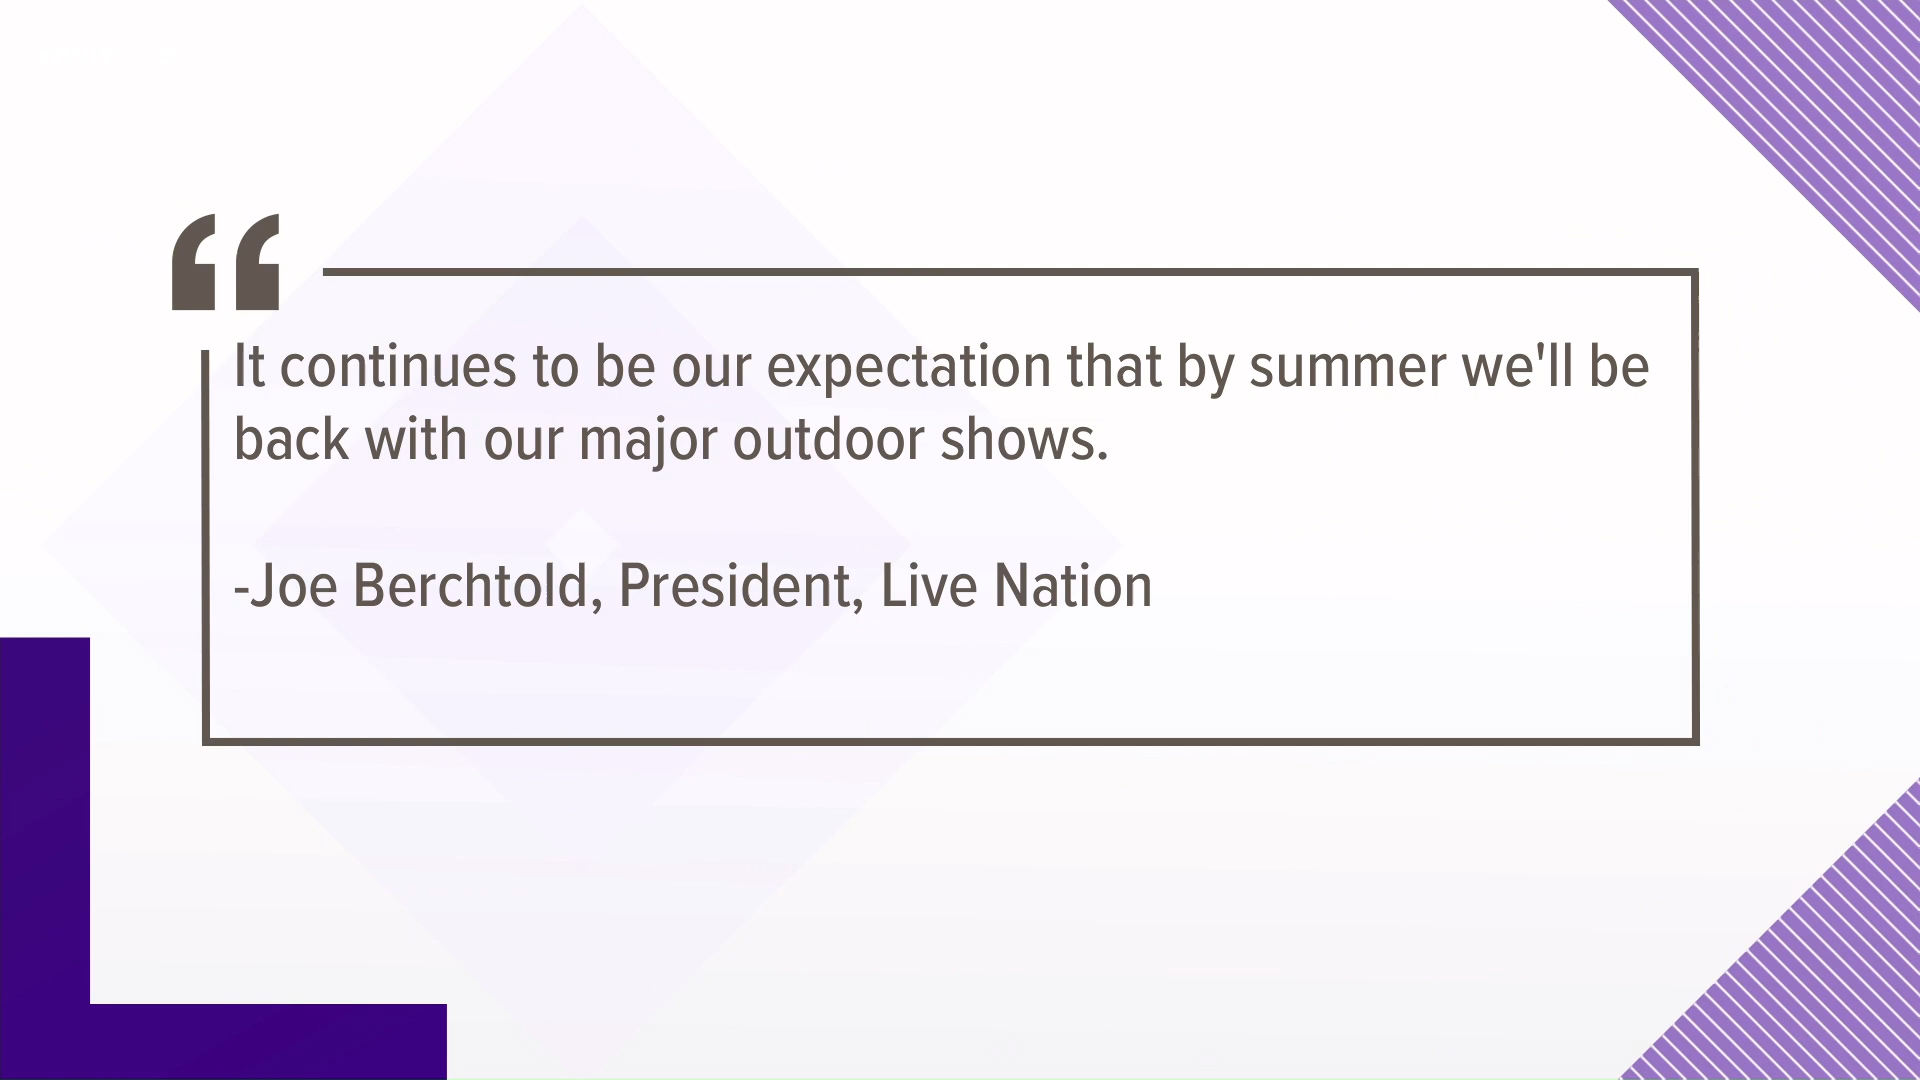 “
It continues to be our expectation that by summer we'll be
back with our major outdoor shows.
-Joe Berchtold, President, Live Nation